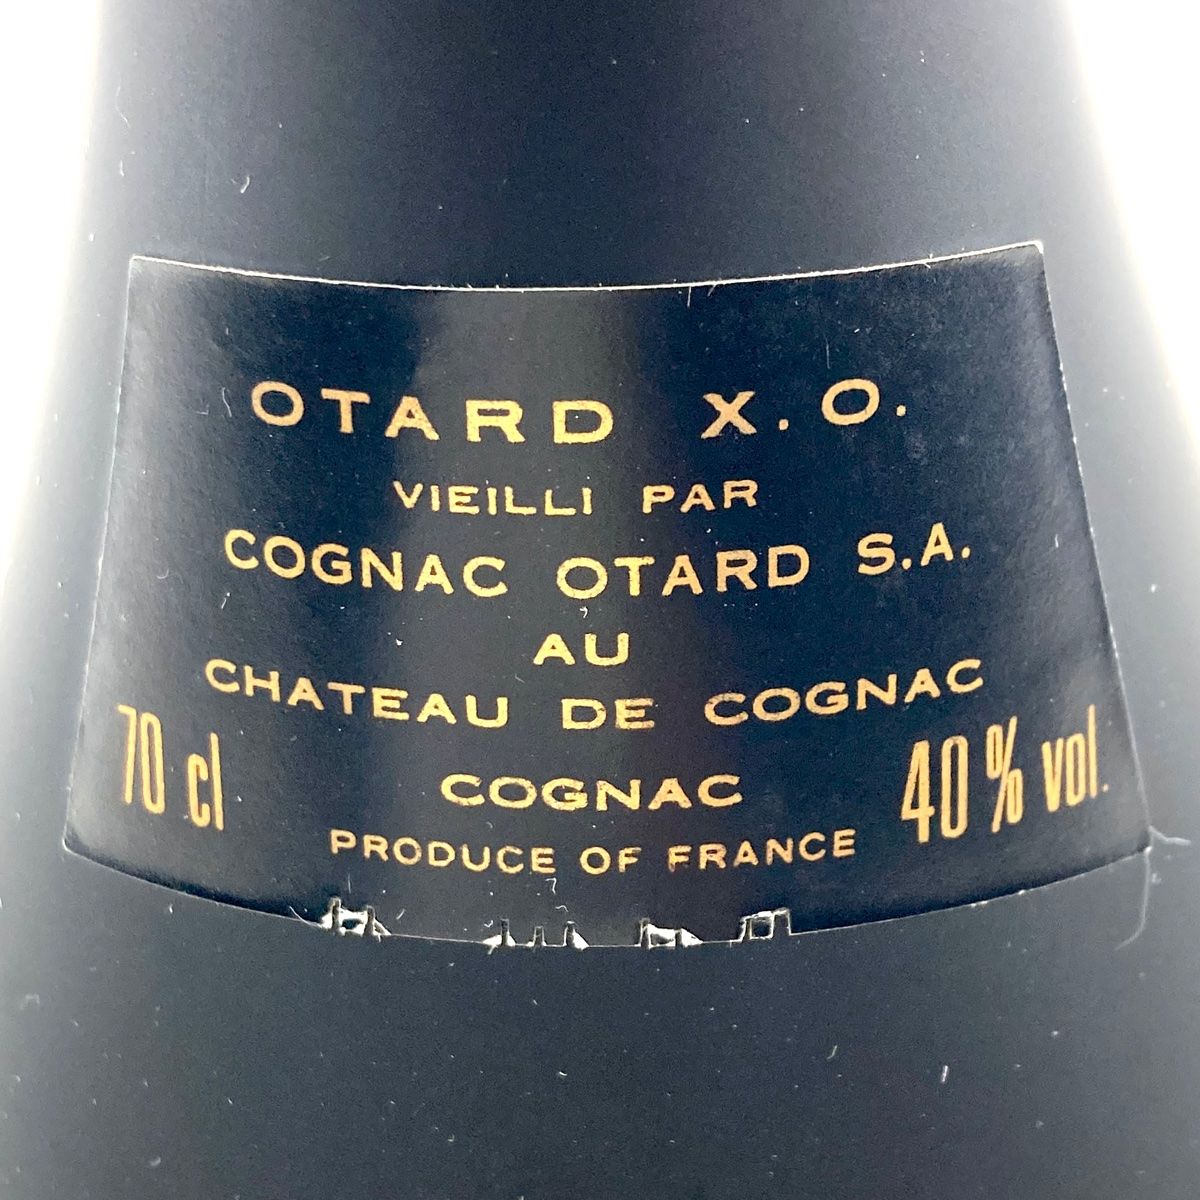 OTARD X.O.
VIEILLI PAR
COGNAC OTARD S.A.
AU
CHATEAU DE COGNAC
70 cl COGNAC 40% vol.
PRODUCE OF FRANCE